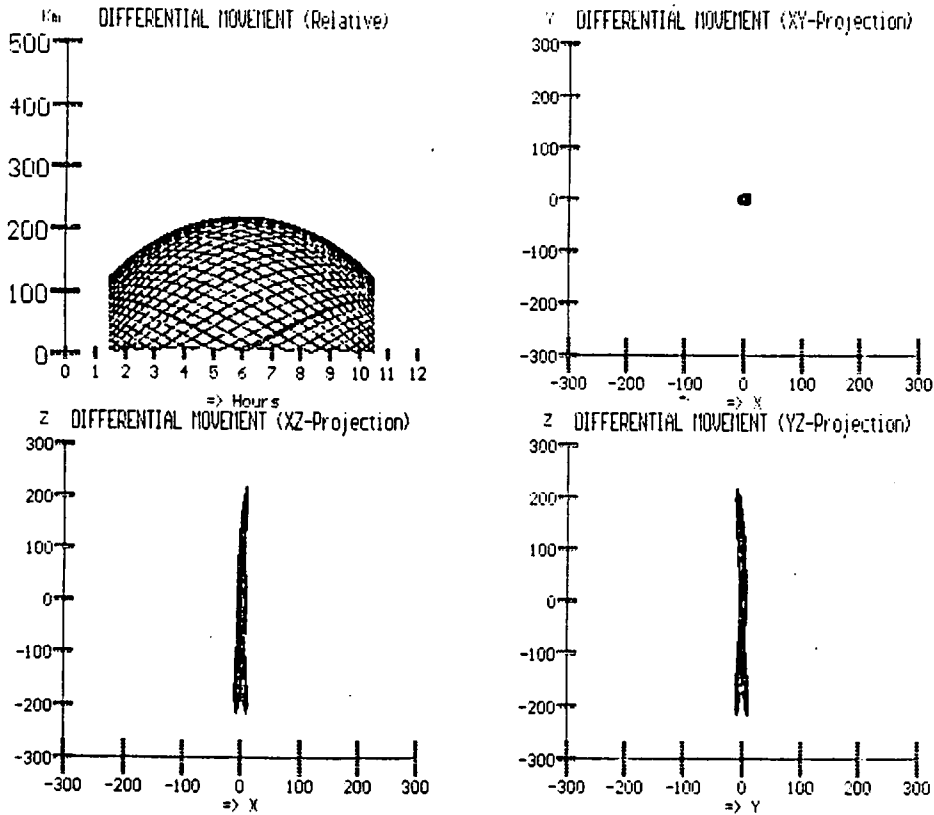 Km DIFFERENTIAL MOVEMENT (Relative)
500
400
300
200
100
0
0 1 2 3 4 5 6 7 8 9 10 11 12
=> Hours
Y DIFFERENTIAL MOVEMENT (XY-Projection)
300
200
100
0
-100
-200
-300
-300 -200 -100 0 100 200 300
=> X
Z DIFFERENTIAL MOVEMENT (XZ-Projection)
300
200
100
0
-100
-200
-300
-300 -200 -100 0 100 200 300
=> X
Z DIFFERENTIAL MOVEMENT (YZ-Projection)
300
200
100
0
-100
-200
-300
-300 -200 -100 0 100 200 300
=> Y